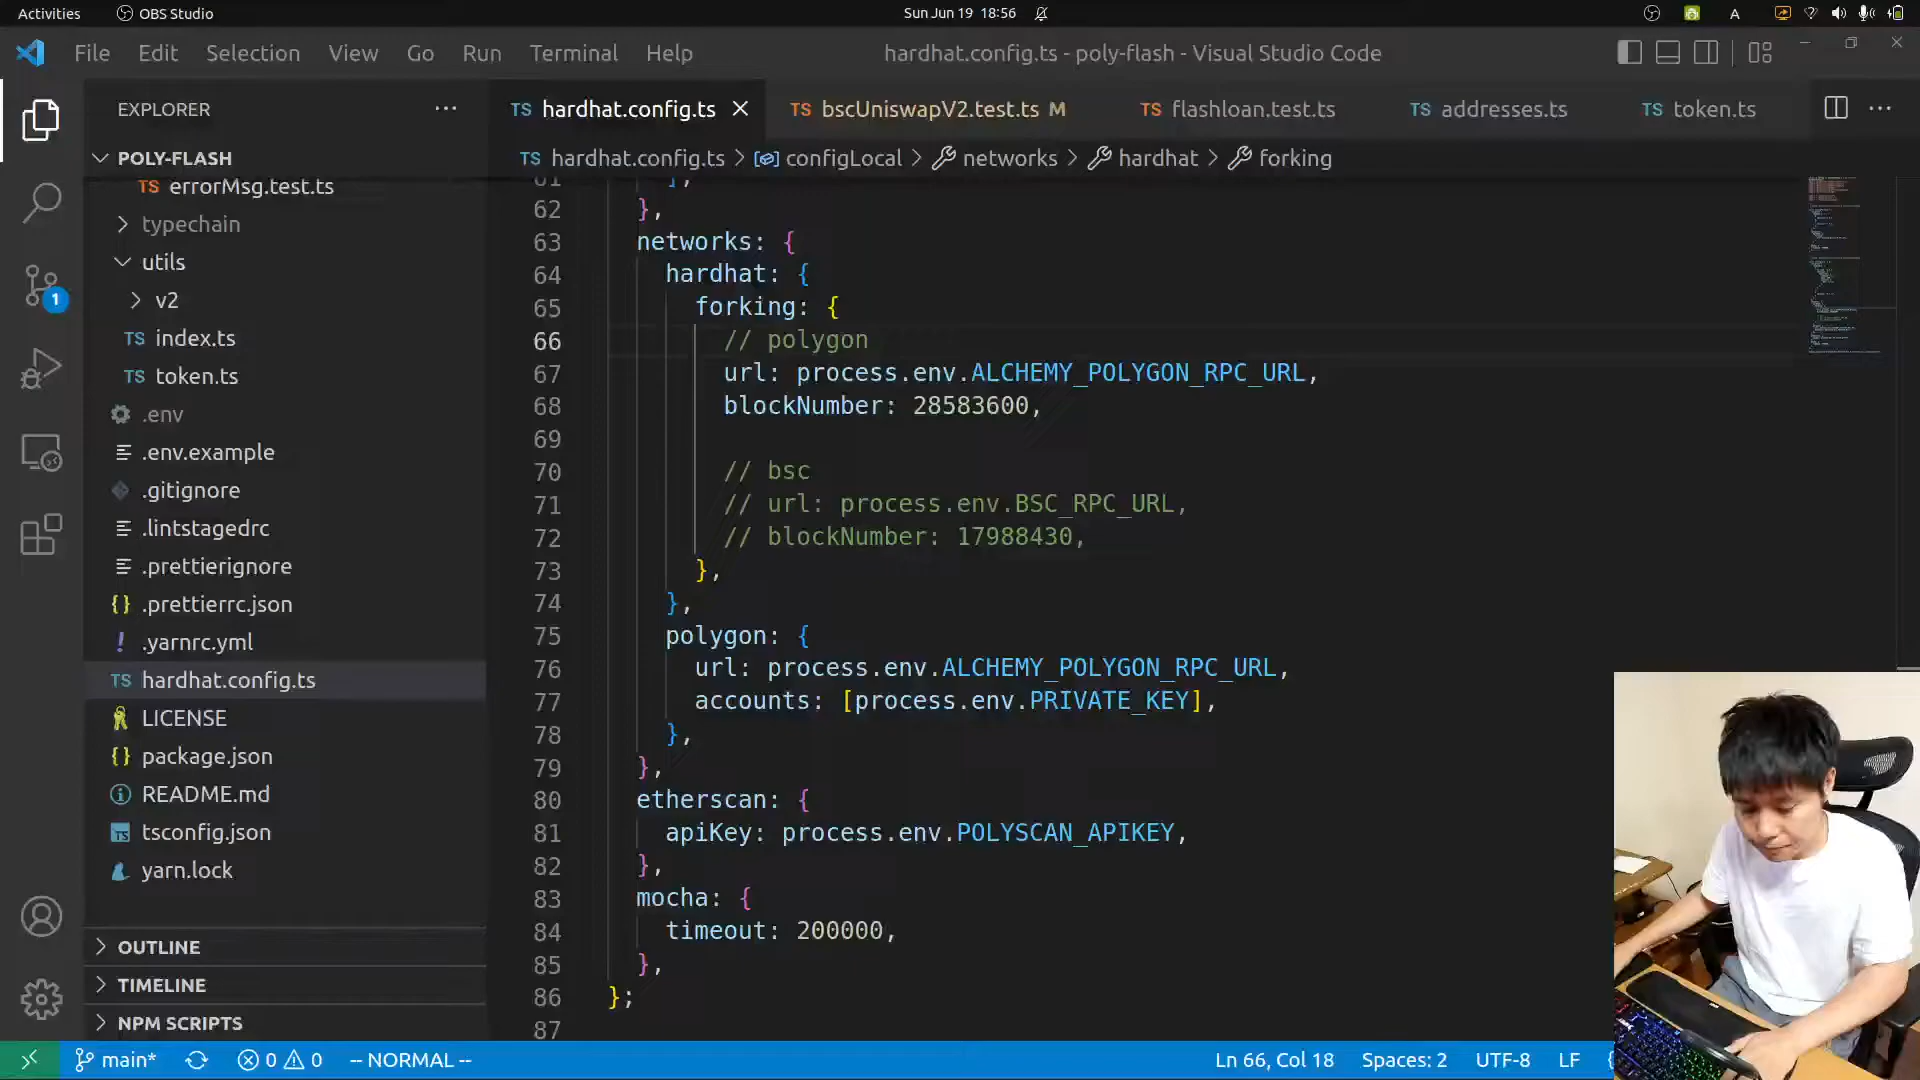 Activities OBS Studio Sun Jun 19 18:56 A
File Edit Selection View Go Run Terminal Help hardhat.config.ts - poly-flash - Visual Studio Code
EXPLORER ··· TS hardhat.config.ts TS bscUniswapV2.test.ts M TS flashloan.test.ts TS addresses.ts TS token.ts ···
POLY-FLASH
TS hardhat.config.ts > configLocal > networks > hardhat > forking
TS errorMsg.test.ts
typechain
utils
v2
TS index.ts
TS token.ts
.env
.env.example
.gitignore
.lintstagedrc
.prettierignore
{} .prettierrc.json
! .yarnrc.yml
TS hardhat.config.ts
LICENSE
{} package.json
README.md
TS tsconfig.json
yarn.lock
OUTLINE
TIMELINE
NPM SCRIPTS
1
61 ],
62 },
63 networks: {
64 hardhat: {
65 forking: {
66 // polygon
67 url: process.env.ALCHEMY_POLYGON_RPC_URL,
68 blockNumber: 28583600,
69
70 // bsc
71 // url: process.env.BSC_RPC_URL,
72 // blockNumber: 17988430,
73 },
74 },
75 polygon: {
76 url: process.env.ALCHEMY_POLYGON_RPC_URL,
77 accounts: [process.env.PRIVATE_KEY],
78 },
79 },
80 etherscan: {
81 apiKey: process.env.POLYSCAN_APIKEY,
82 },
83 mocha: {
84 timeout: 200000,
85 },
86 };
87
main* 0 0 -- NORMAL -- Ln 66, Col 18 Spaces: 2 UTF-8 LF {